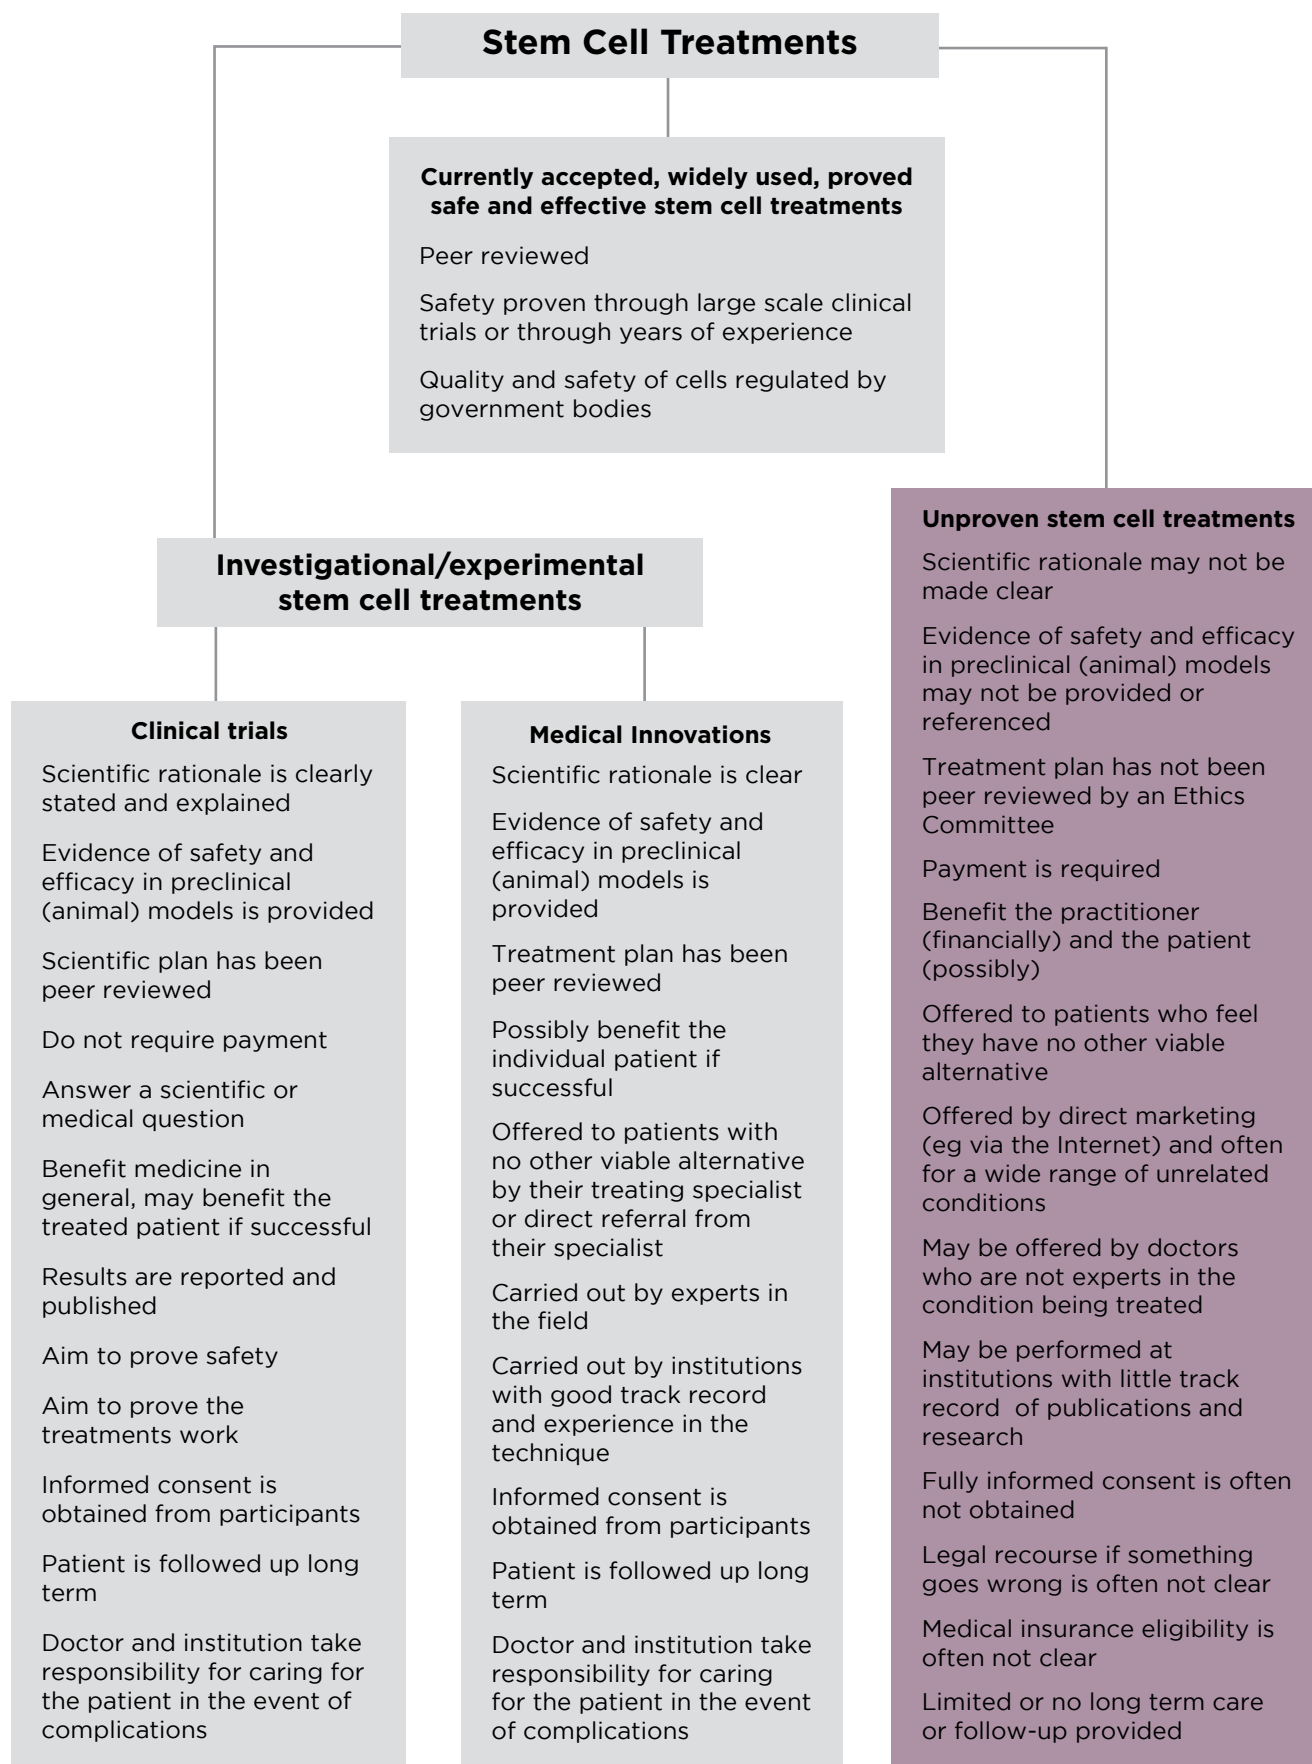 Stem Cell Treatments
Currently accepted, widely used, proved
safe and effective stem cell treatments
Peer reviewed
Safety proven through large scale clinical
trials or through years of experience
Quality and safety of cells regulated by
government bodies
Investigational/experimental
stem cell treatments
Clinical trials
Scientific rationale is clearly
stated and explained
Evidence of safety and
efficacy in preclinical
(animal) models is provided
Scientific plan has been
peer reviewed
Do not require payment
Answer a scientific or
medical question
Benefit medicine in
general, may benefit the
treated patient if successful
Results are reported and
published
Aim to prove safety
Aim to prove the
treatments work
Informed consent is
obtained from participants
Patient is followed up long
term
Doctor and institution take
responsibility for caring for
the patient in the event of
complications
Medical Innovations
Scientific rationale is clear
Evidence of safety and
efficacy in preclinical
(animal) models is
provided
Treatment plan has been
peer reviewed
Possibly benefit the
individual patient if
successful
Offered to patients with
no other viable alternative
by their treating specialist
or direct referral from
their specialist
Carried out by experts in
the field
Carried out by institutions
with good track record
and experience in the
technique
Informed consent is
obtained from participants
Patient is followed up long
term
Doctor and institution take
responsibility for caring
for the patient in the event
of complications
Unproven stem cell treatments
Scientific rationale may not be
made clear
Evidence of safety and efficacy
in preclinical (animal) models
may not be provided or
referenced
Treatment plan has not been
peer reviewed by an Ethics
Committee
Payment is required
Benefit the practitioner
(financially) and the patient
(possibly)
Offered to patients who feel
they have no other viable
alternative
Offered by direct marketing
(eg via the Internet) and often
for a wide range of unrelated
conditions
May be offered by doctors
who are not experts in the
condition being treated
May be performed at
institutions with little track
record  of publications and
research
Fully informed consent is often
not obtained
Legal recourse if something
goes wrong is often not clear
Medical insurance eligibility is
often not clear
Limited or no long term care
or follow-up provided